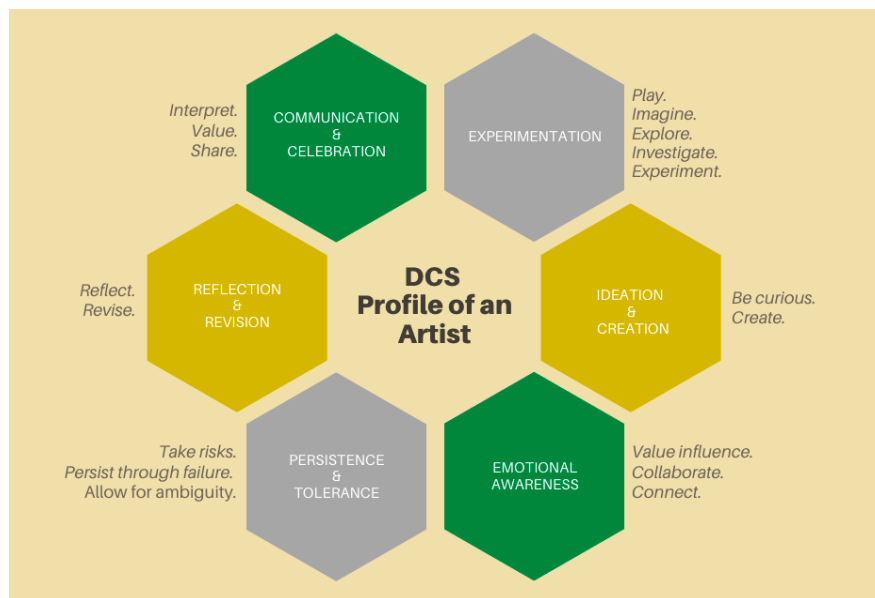 Interpret.
Value.
Share.
COMMUNICATION
&
CELEBRATION
EXPERIMENTATION
Play.
Imagine.
Explore.
Investigate.
Experiment.
Reflect.
Revise.
REFLECTION
&
REVISION
DCS
Profile of an
Artist
IDEATION
&
CREATION
Be curious.
Create.
Take risks.
Persist through failure.
Allow for ambiguity.
PERSISTENCE
&
TOLERANCE
EMOTIONAL
AWARENESS
Value influence.
Collaborate.
Connect.